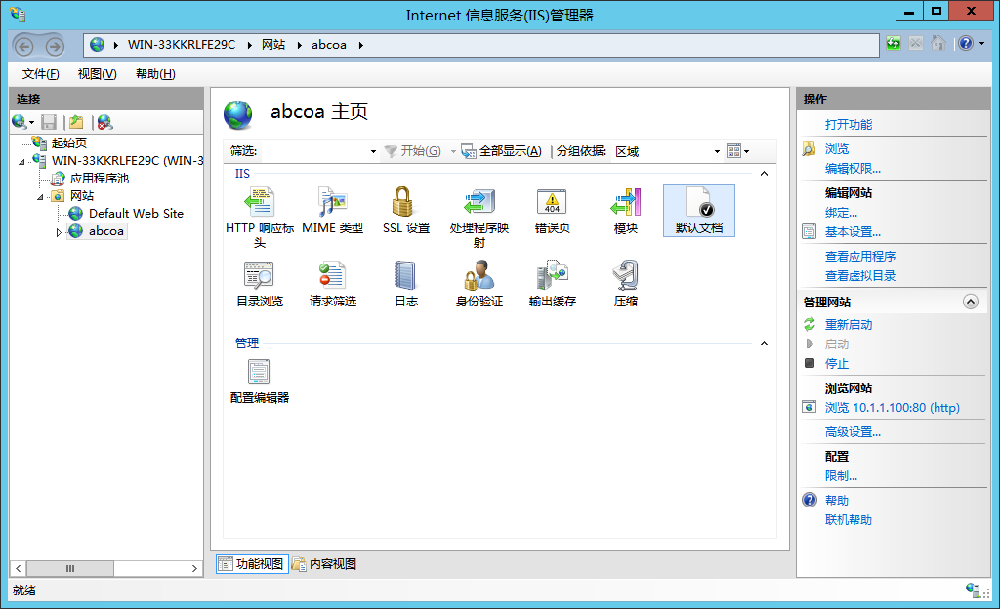 Internet 信息服务(IIS)管理器
WIN-33KKRLFE29C
网站
abcoa
文件(F) 视图(V) 帮助(H)
连接
起始页
WIN-33KKRLFE29C (WIN-3
应用程序池
网站
Default Web Site
abcoa
abcoa 主页
筛选: 开始(G) 全部显示(A) 分组依据: 区域
IIS
HTTP 响应标头
MIME 类型
SSL 设置
处理程序映射
错误页
404
模块
默认文档
目录浏览
请求筛选
日志
身份验证
输出缓存
压缩
管理
配置编辑器
功能视图
内容视图
操作
打开功能
浏览
编辑权限...
编辑网站
绑定...
基本设置...
查看应用程序
查看虚拟目录
管理网站
重新启动
启动
停止
浏览网站
浏览 10.1.1.100:80 (http)
高级设置...
配置
限制...
帮助
联机帮助
就绪